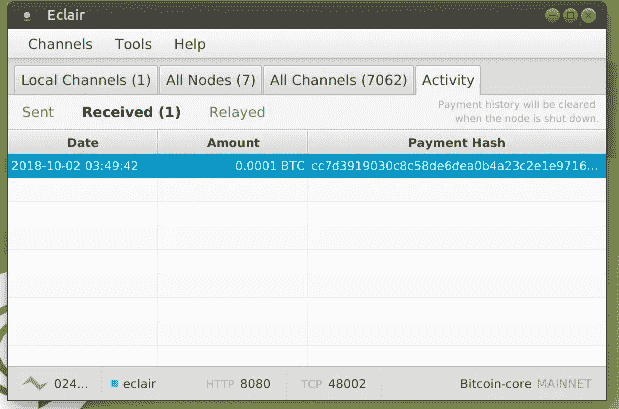 Eclair
Channels Tools Help
Local Channels (1) All Nodes (7) All Channels (7062) Activity
Sent Received (1) Relayed
Payment history will be cleared
when the node is shut down.
Date Amount Payment Hash
2018-10-02 03:49:42 0.0001 BTC cc7d3919030c8c58de6dea0b4a23c2e1e9716...
024... eclair HTTP 8080 TCP 48002 Bitcoin-core MAINNET